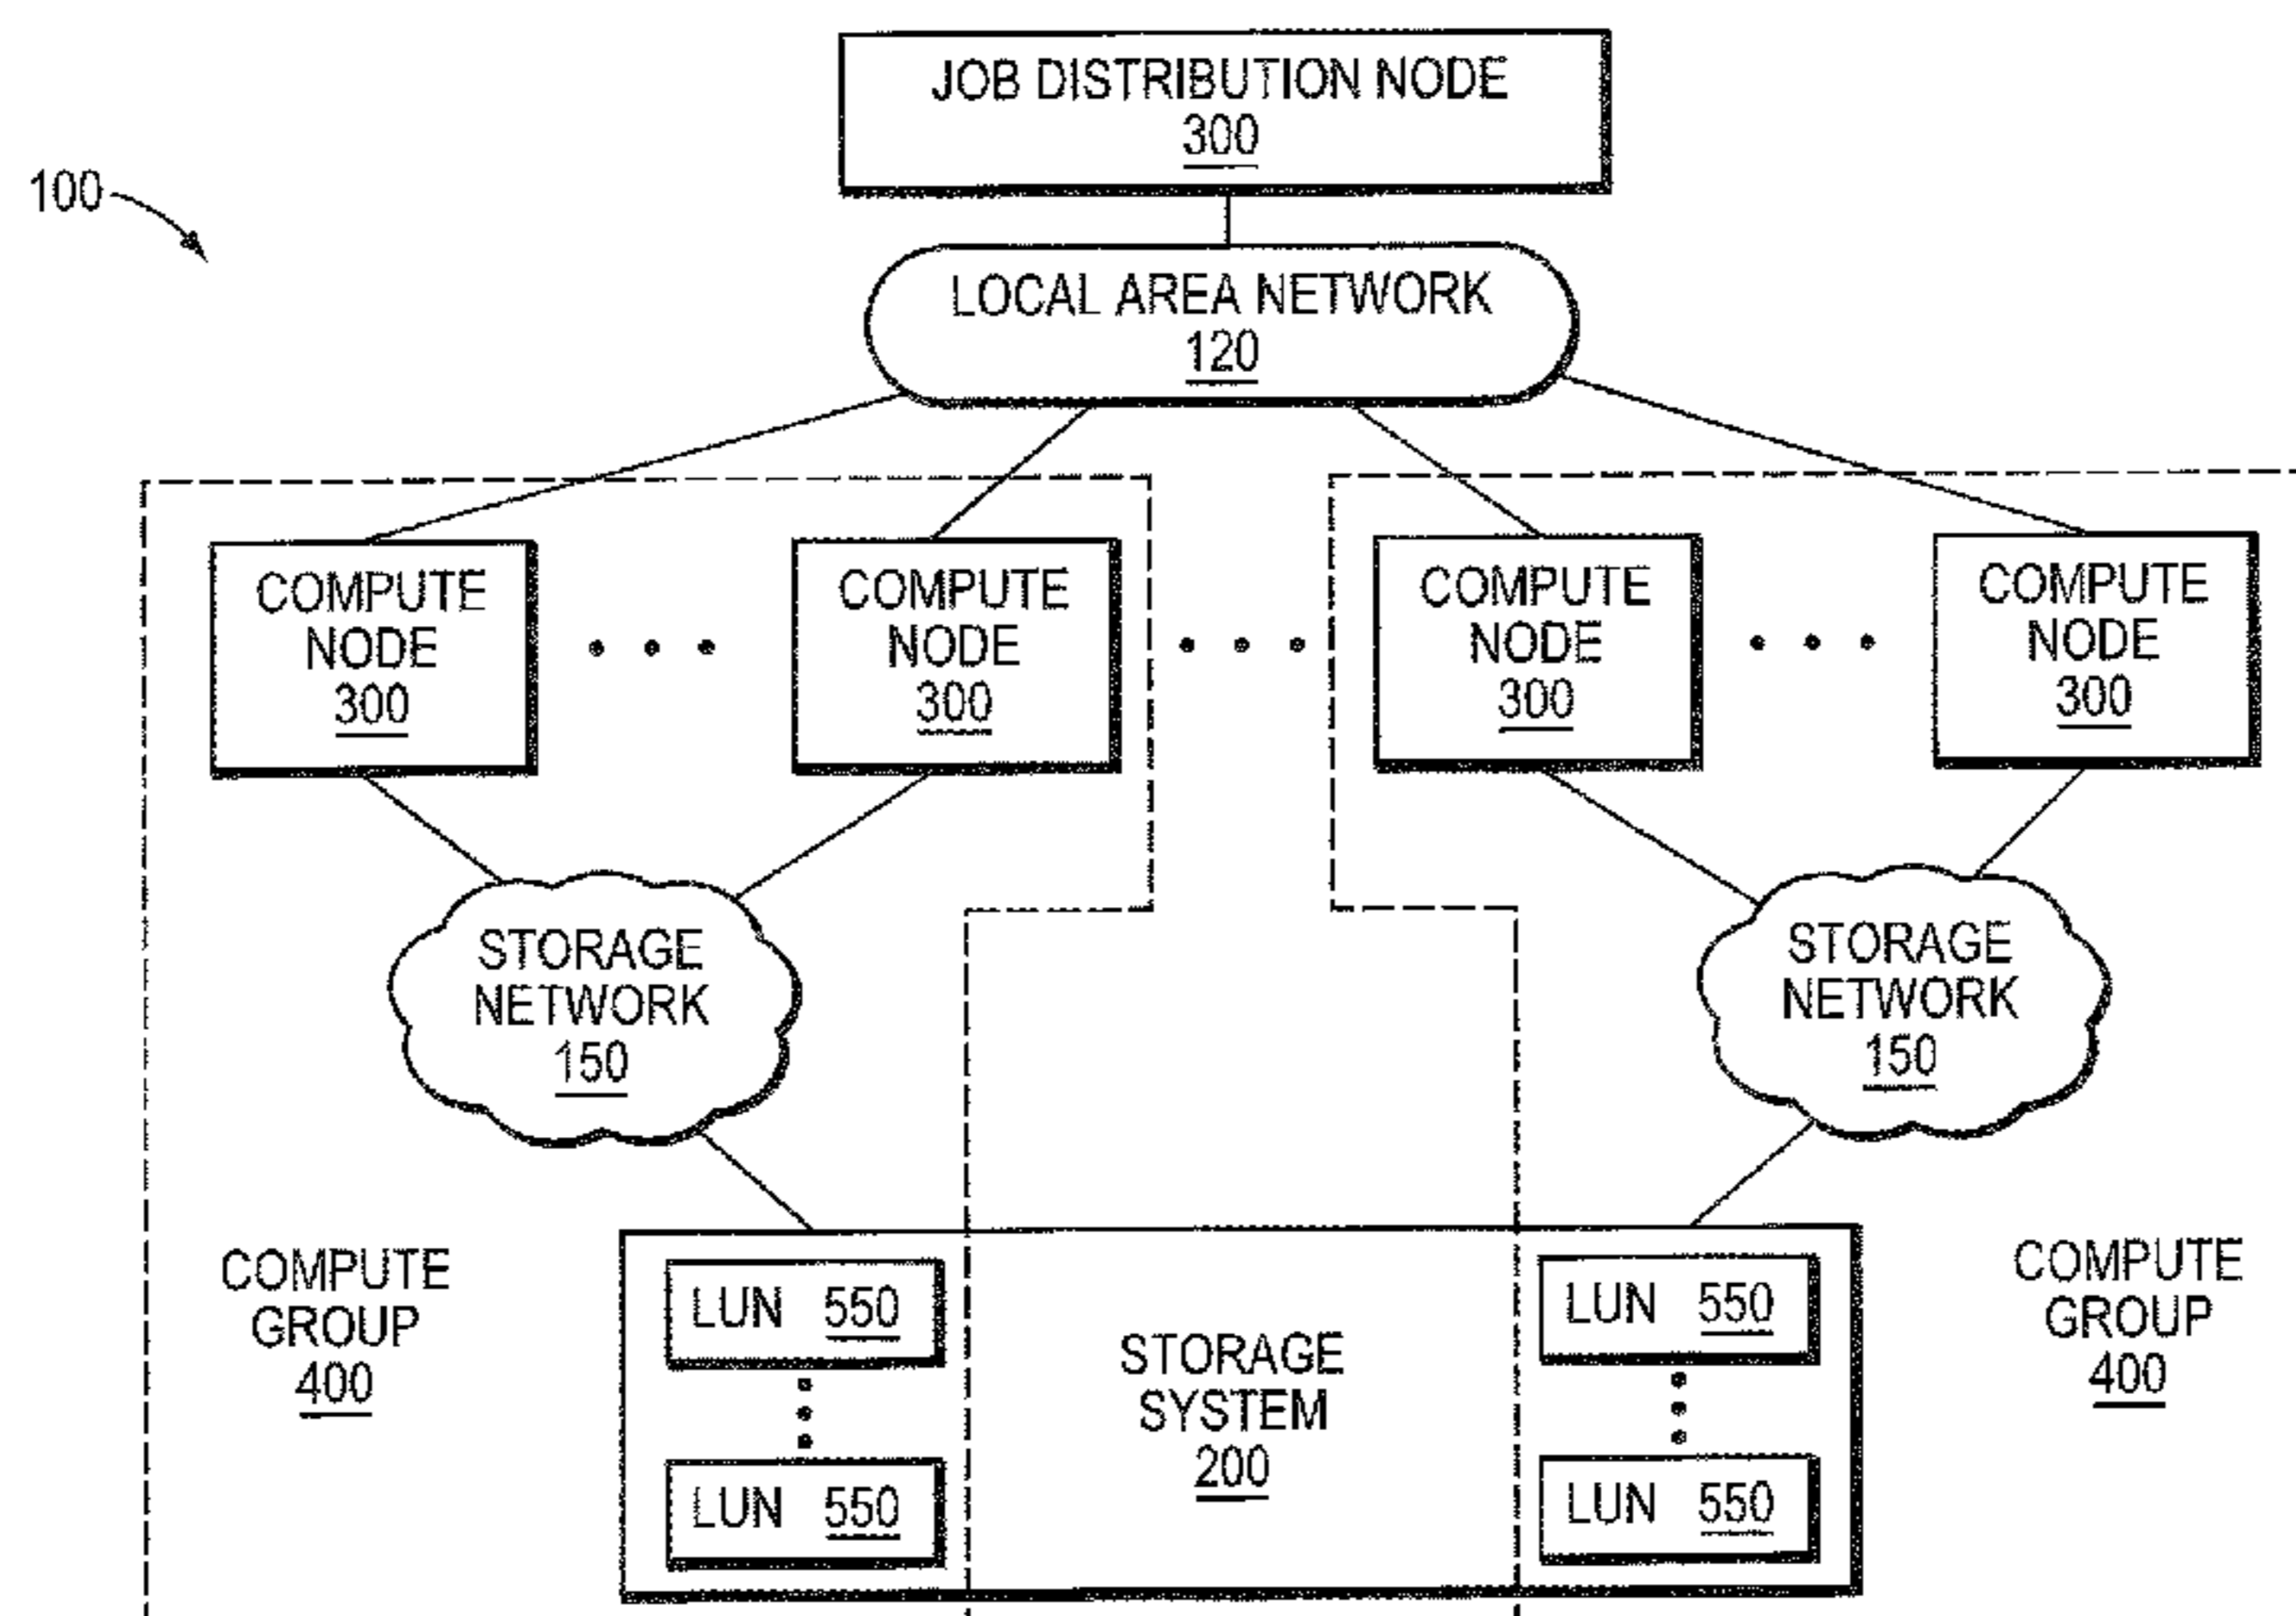 JOB DISTRIBUTION NODE
300
100
LOCAL AREA NETWORK
120
COMPUTE
NODE
300
COMPUTE
NODE
300
COMPUTE
NODE
300
COMPUTE
NODE
300
STORAGE
NETWORK
150
STORAGE
NETWORK
150
COMPUTE
GROUP
400
LUN 550
LUN 550
STORAGE
SYSTEM
200
LUN 550
LUN 550
COMPUTE
GROUP
400